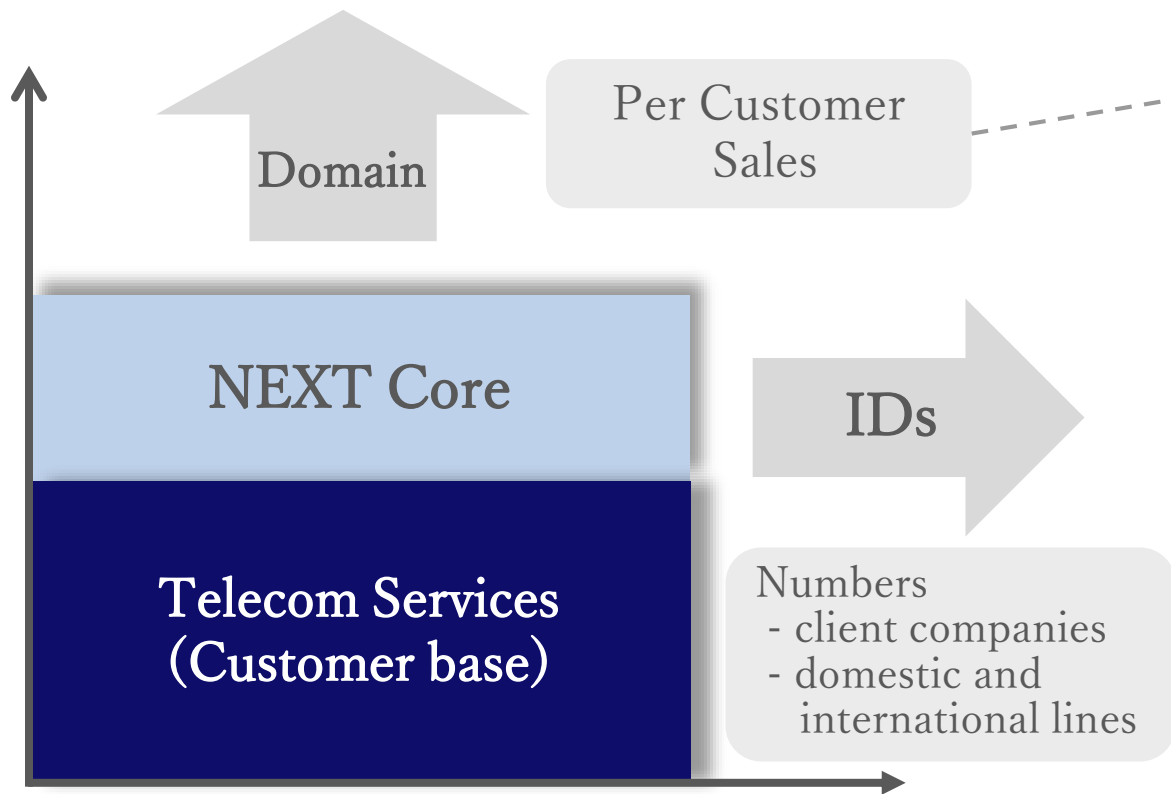 Per Customer
Sales
Domain
NEXT Core
IDs
Telecom Services
(Customer base)
Numbers
- client companies
- domestic and
international lines